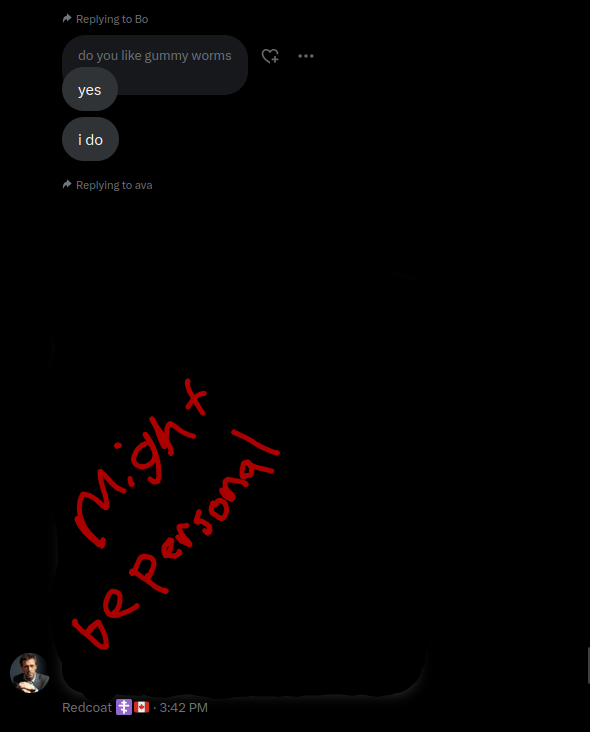 Replying to Bo
do you like gummy worms
yes
i do
Replying to ava
Might
be personal
Redcoat ☦️🇨🇦 · 3:42 PM